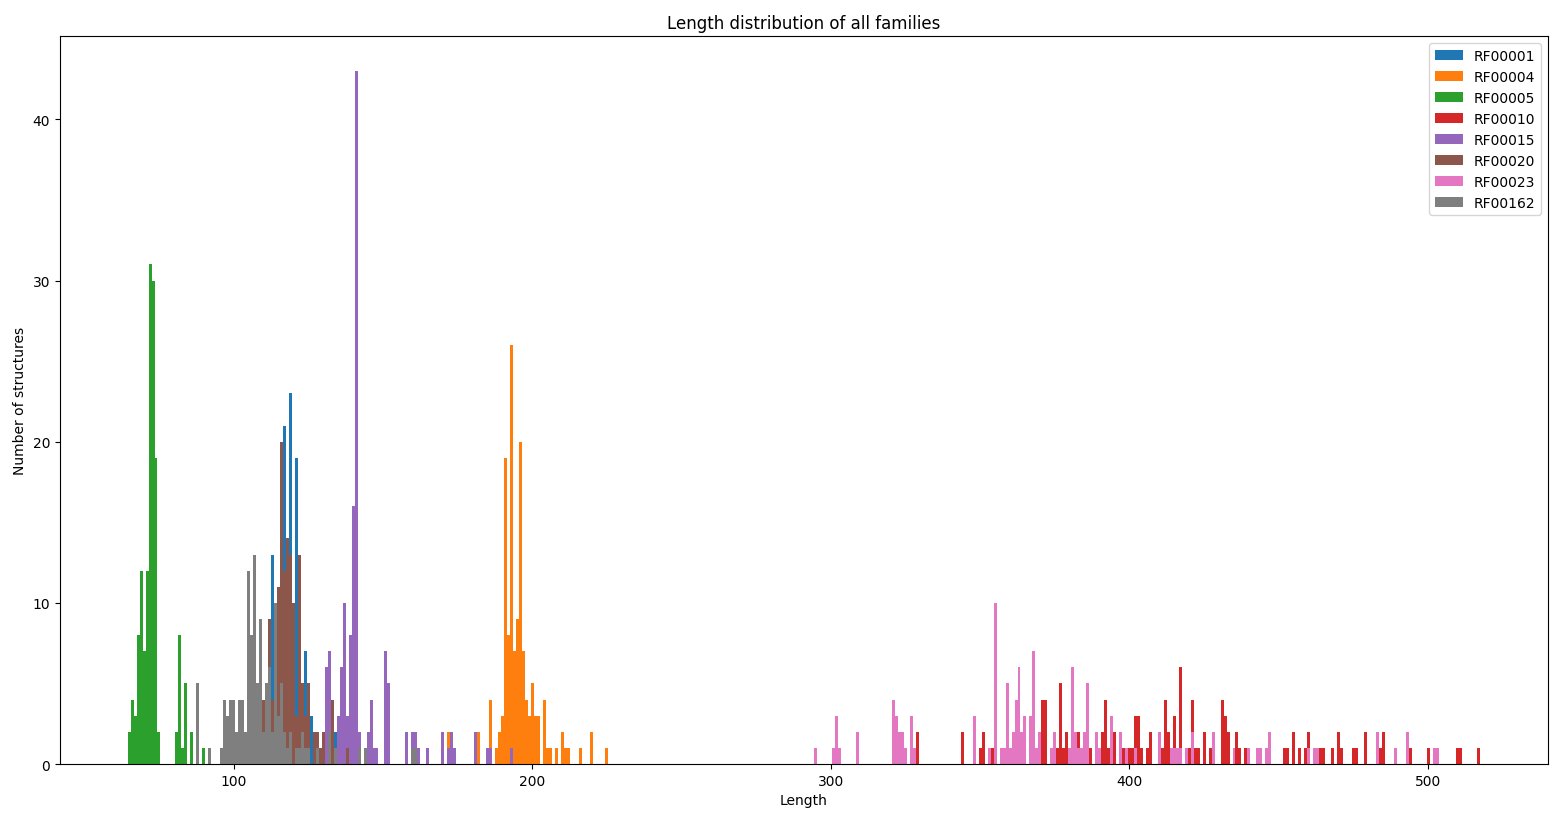 Length distribution of all families
RF00001
RF00004
RF00005
RF00010
RF00015
RF00020
RF00023
RF00162
Number of structures
40
30
20
10
0
100 200 300 400 500
Length